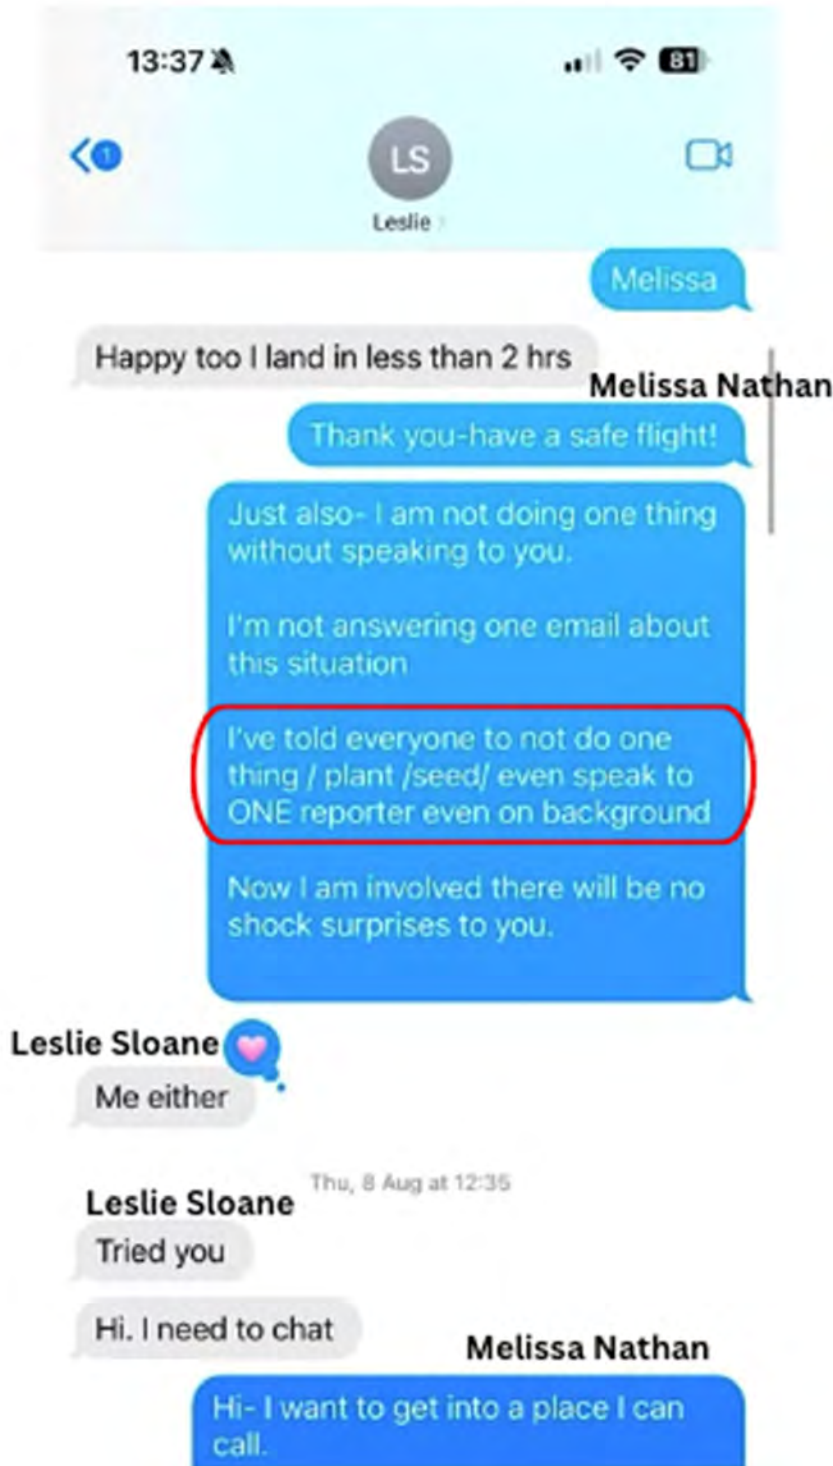 13:37
81
1
LS
Leslie
Melissa
Happy too I land in less than 2 hrs
Melissa Nathan
Thank you-have a safe flight!
Just also- I am not doing one thing
without speaking to you.
I'm not answering one email about
this situation
I've told everyone to not do one
thing / plant /seed/ even speak to
ONE reporter even on background
Now I am involved there will be no
shock surprises to you.
Leslie Sloane
Me either
Thu, 8 Aug at 12:35
Leslie Sloane
Tried you
Hi. I need to chat
Melissa Nathan
Hi- I want to get into a place I can
call.